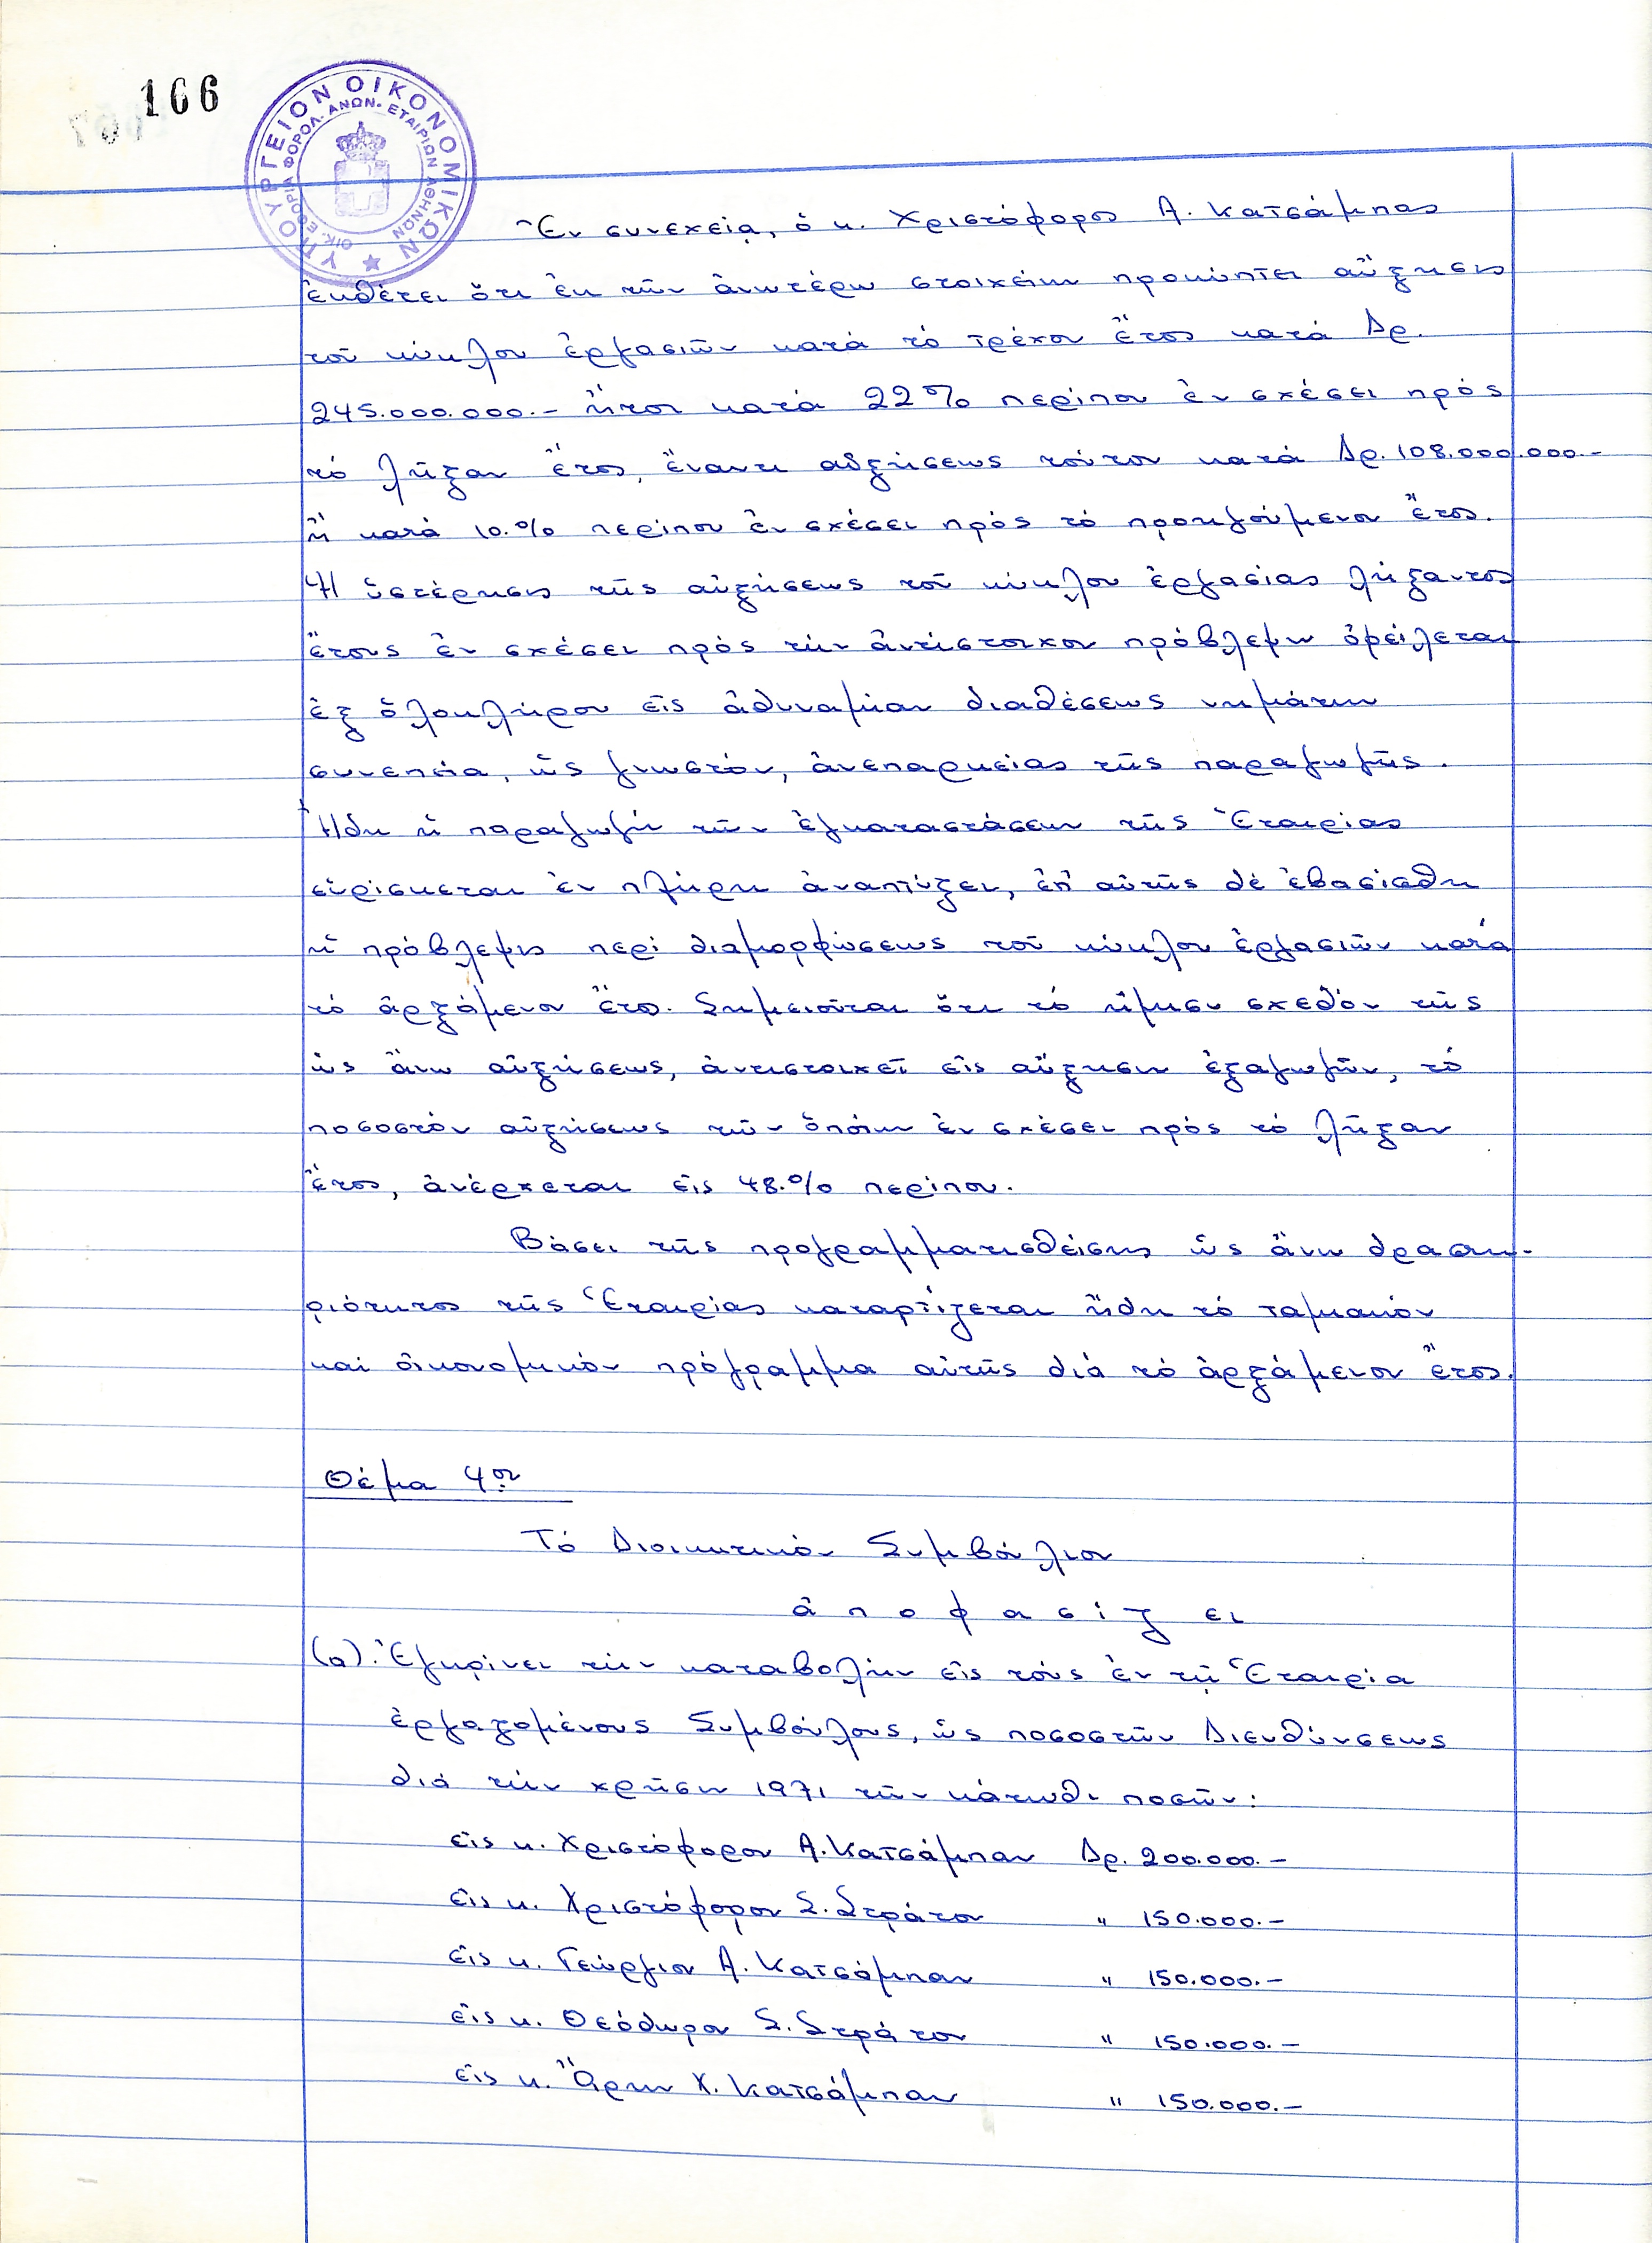 166
ΥΠΟΥΡΓΕΙΟΝ ΟΙΚΟΝΟΜΙΚΩΝ
ΟΙΚ. ΕΦΟΡΙΑ ΦΟΡΟΛ. ΑΝΩΝ. ΕΤΑΙΡΙΩΝ ΑΘΗΝΩΝ
Ἐν συνεχείᾳ, ὁ κ. Χριστόφορος Α. Κατσάμπας
ἐκθέτει ὅτι ἐκ τῶν ἀνωτέρω στοιχείων προκύπτει αὔξησις
τοῦ κύκλου ἐργασιῶν κατά τό τρέχον ἔτος κατά Δρ.
245.000.000.- ἤτοι κατά 22% περίπου ἐν σχέσει πρός
τό λῆξαν ἔτος, ἔναντι αὐξήσεως τούτου κατά Δρ. 108.000.000.-
ἤ κατά 10.% περίπου ἐν σχέσει πρός τό προηγούμενον ἔτος.
Ἡ ὑστέρησις τῆς αὐξήσεως τοῦ κύκλου ἐργασίας λήξαντος
ἔτους ἐν σχέσει πρός τήν ἀντίστοιχον πρόβλεψιν ὀφείλεται
ἐξ ὁλοκλήρου εἰς ἀδυναμίαν διαθέσεως νημάτων
συνεπεία, ὡς γνωστόν, ἀνεπαρκείας τῆς παραγωγῆς.
Ἤδη ἡ παραγωγή τῶν ἐγκαταστάσεων τῆς Ἑταιρίας
εὑρίσκεται ἐν πλήρει ἀναπτύξει, ἐπ' αὐτῆς δέ ἐβασίσθη
ἡ πρόβλεψις περί διαμορφώσεως τοῦ κύκλου ἐργασιῶν κατά
τό ἀρξάμενον ἔτος. Σημειοῦται ὅτι τό ἥμισυ σχεδόν τῆς
ὡς ἄνω αὐξήσεως, ἀντιστοιχεῖ εἰς αὔξησιν ἐξαγωγῶν, τό
ποσοστόν αὐξήσεως τῶν ὁποίων ἐν σχέσει πρός τό λῆξαν
ἔτος, ἀνέρχεται εἰς 48.% περίπου.
Βάσει τῆς προγραμματισθείσης ὡς ἄνω δραστη-
ριότητος τῆς Ἑταιρίας καταρτίζεται ἤδη τό ταμιακόν
καί οἰκονομικόν πρόγραμμα αὐτῆς διά τό ἀρξάμενον ἔτος.
Θέμα 4ον
Τό Διοικητικόν Συμβούλιον
ἀ π ο φ α σ ί ζ ει
(α). Ἐγκρίνει τήν καταβολήν εἰς τούς ἐν τῇ Ἑταιρία
ἐργαζομένους Συμβούλους, ὡς ποσοστῶν Διευθύνσεως
διά τήν χρῆσιν 1971 τῶν κάτωθι ποσῶν:
εἰς κ. Χριστόφορον Α. Κατσάμπαν Δρ. 200.000.-
εἰς κ. Χριστόφορον Σ. Στράτον " 150.000.-
εἰς κ. Γεώργιον Α. Κατσάμπαν " 150.000.-
εἰς κ. Θεόδωρον Σ. Στράτον " 150.000.-
εἰς κ. Ἄρην Χ. Κατσάμπαν " 150.000.-